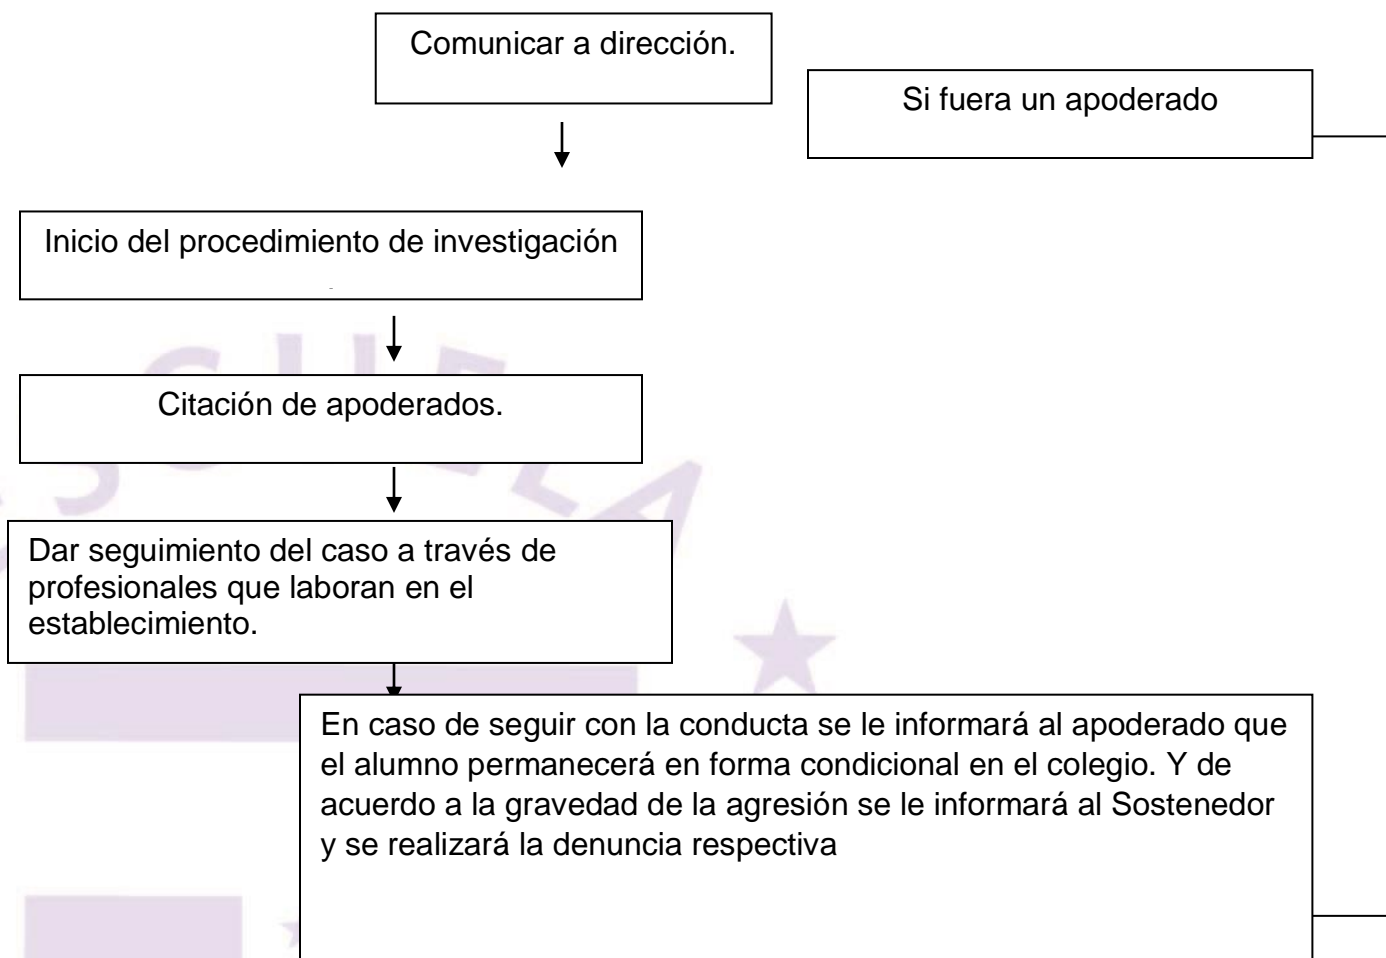 Comunicar a dirección.
Si fuera un apoderado
Inicio del procedimiento de investigación
Citación de apoderados.
Dar seguimiento del caso a través de
profesionales que laboran en el
establecimiento.
En caso de seguir con la conducta se le informará al apoderado que
el alumno permanecerá en forma condicional en el colegio. Y de
acuerdo a la gravedad de la agresión se le informará al Sostenedor
y se realizará la denuncia respectiva